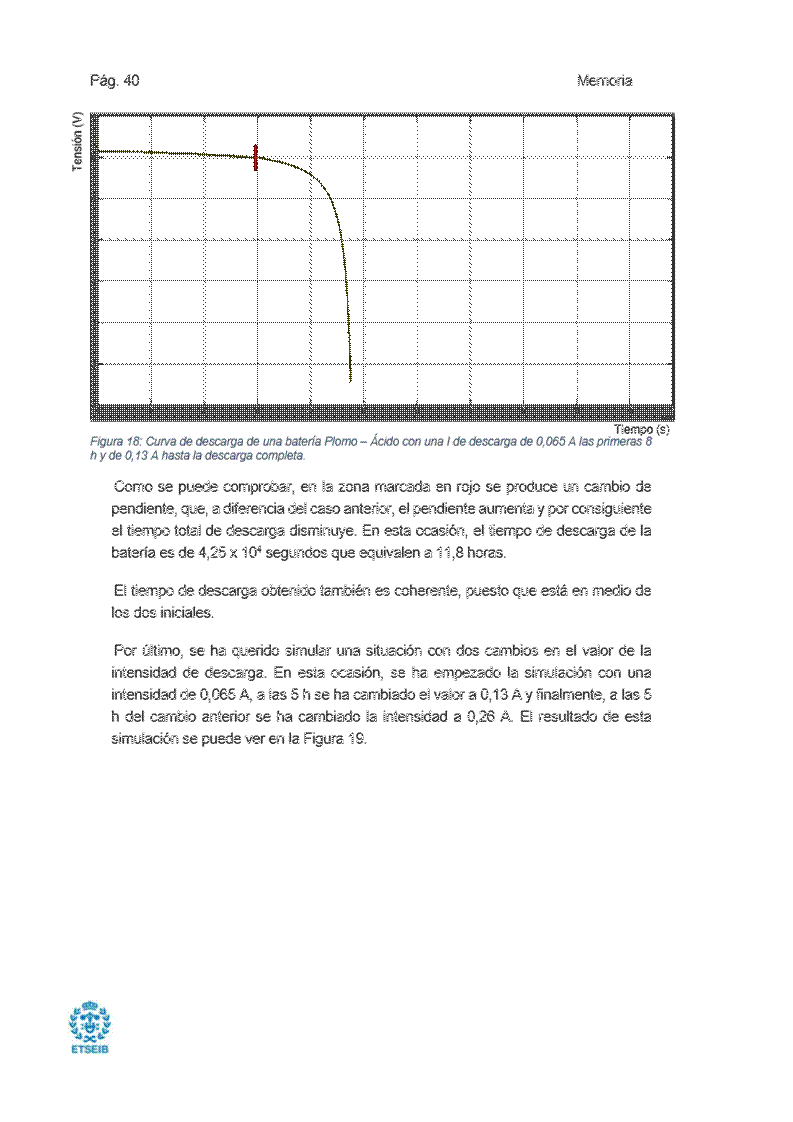 Pág. 40
Memoria
Tensión (V)
Tiempo (s)
Figura 18: Curva de descarga de una batería Plomo – Ácido con una I de descarga de 0,065 A las primeras 8
h y de 0,13 A hasta la descarga completa.
Como se puede comprobar, en la zona marcada en rojo se produce un cambio de
pendiente, que, a diferencia del caso anterior, el pendiente aumenta y por consiguiente
el tiempo total de descarga disminuye. En esta ocasión, el tiempo de descarga de la
batería es de 4,25 x 10⁴ segundos que equivalen a 11,8 horas.
El tiempo de descarga obtenido también es coherente, puesto que está en medio de
los dos iniciales.
Por último, se ha querido simular una situación con dos cambios en el valor de la
intensidad de descarga. En esta ocasión, se ha empezado la simulación con una
intensidad de 0,065 A, a las 5 h se ha cambiado el valor a 0,13 A y finalmente, a las 5
h del cambio anterior se ha cambiado la intensidad a 0,26 A. El resultado de esta
simulación se puede ver en la Figura 19.
ETSEIB